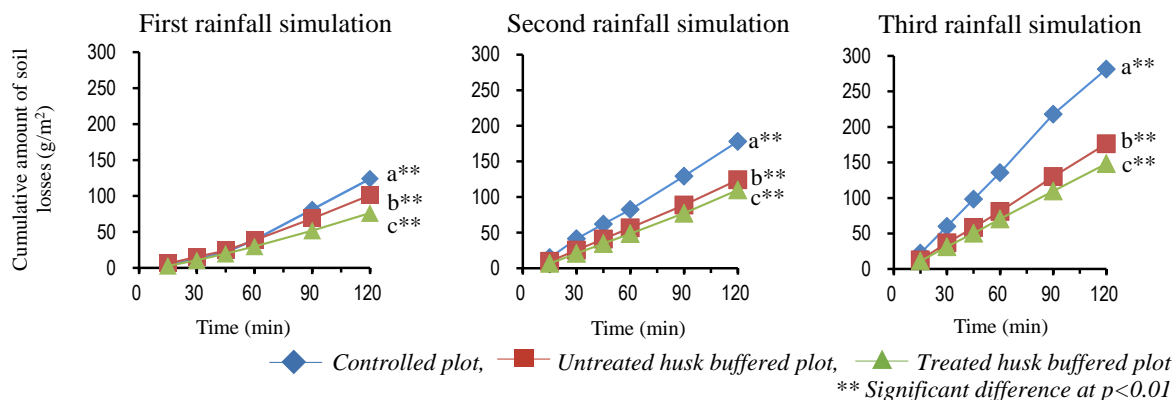 First rainfall simulation
Second rainfall simulation
Third rainfall simulation
Cumulative amount of soil
losses (g/m²)
300
250
200
150
100
50
0
0 30 60 90 120
Time (min)
a**
b**
c**
300
250
200
150
100
50
0
0 30 60 90 120
Time (min)
a**
b**
c**
300
250
200
150
100
50
0
0 30 60 90 120
Time (min)
a**
b**
c**
Controlled plot, Untreated husk buffered plot, Treated husk buffered plot
** Significant difference at p<0.01